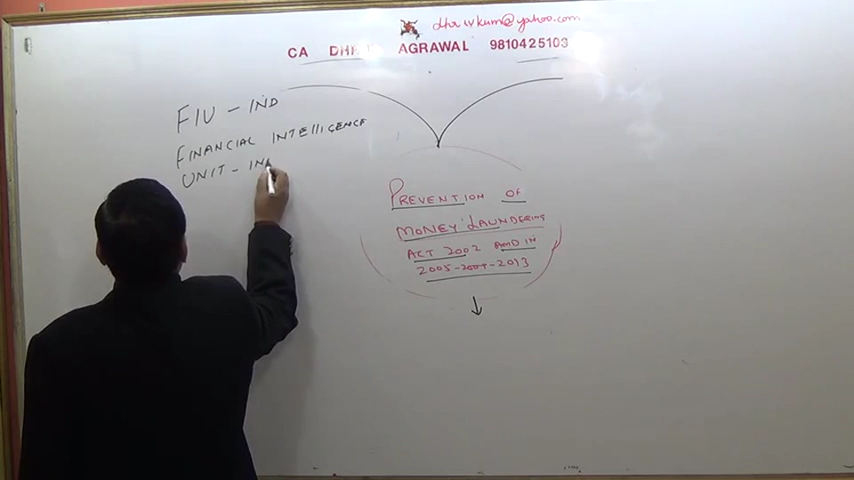 dhruvkum@yahoo.com
CA DHR AGRAWAL 9810425103
FIU - IND
FINANCIAL INTELLIGENCE
UNIT - IN
PREVENTION OF
MONEY LAUNDERING
ACT 2002 AMD IN
2005-2009-2013